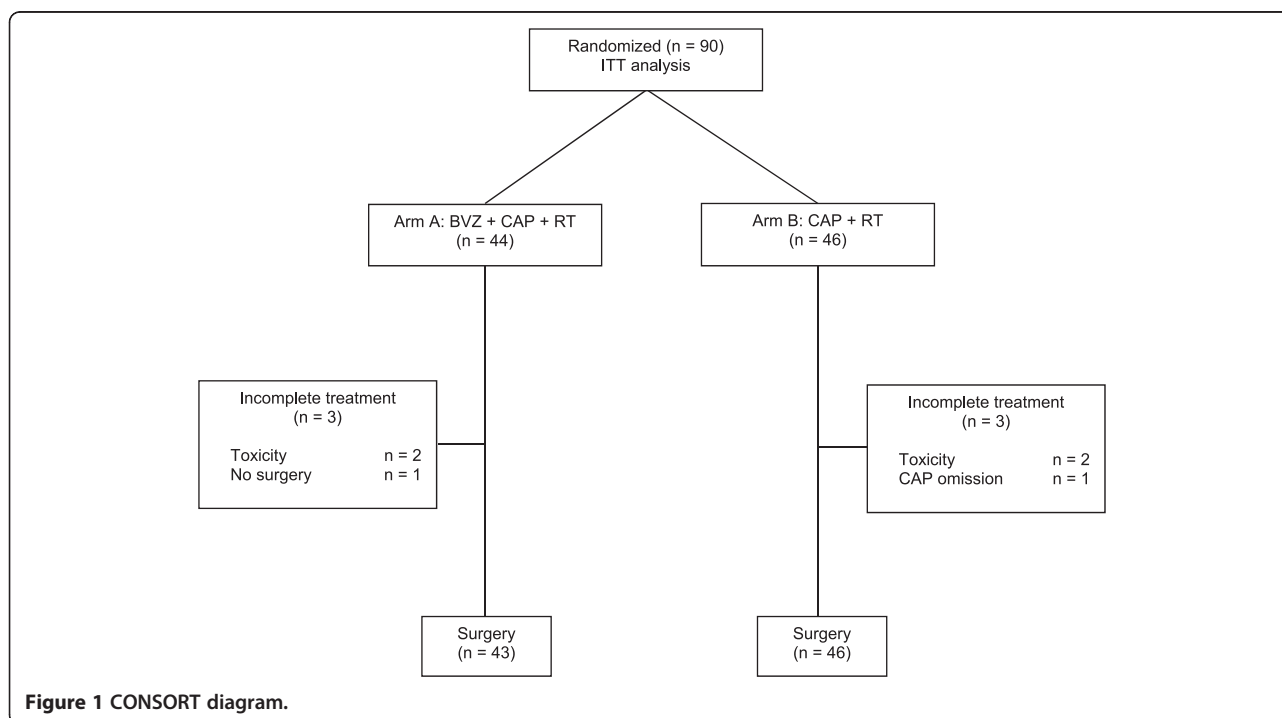 Randomized (n = 90)
ITT analysis
Arm A: BVZ + CAP + RT
(n = 44)
Arm B: CAP + RT
(n = 46)
Incomplete treatment
(n = 3)
Toxicity n = 2
No surgery n = 1
Incomplete treatment
(n = 3)
Toxicity n = 2
CAP omission n = 1
Surgery
(n = 43)
Surgery
(n = 46)
Figure 1 CONSORT diagram.